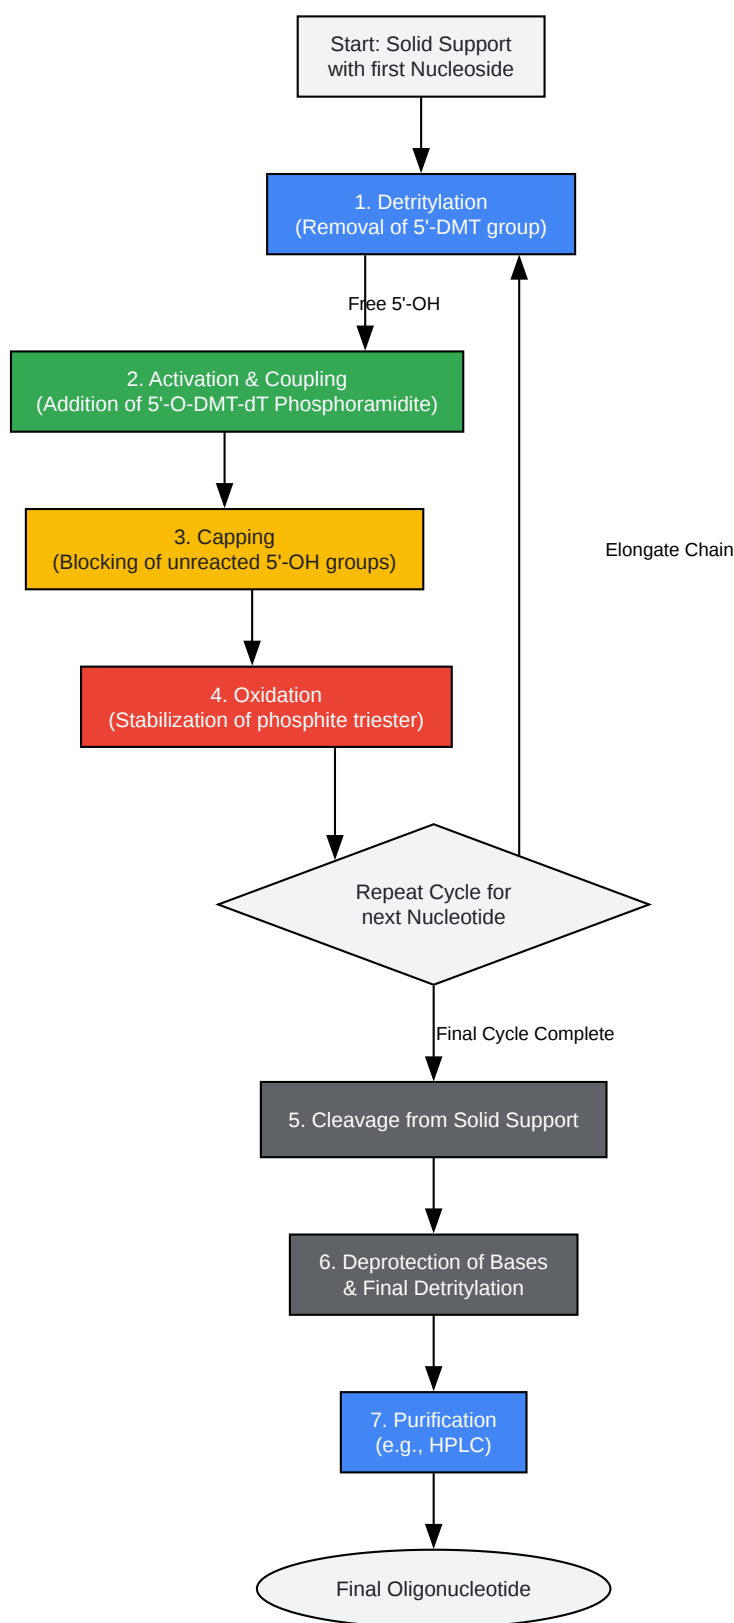 Start: Solid Support
with first Nucleoside
1. Detritylation
(Removal of 5'-DMT group)
Free 5'-OH
2. Activation & Coupling
(Addition of 5'-O-DMT-dT Phosphoramidite)
3. Capping
(Blocking of unreacted 5'-OH groups)
Elongate Chain
4. Oxidation
(Stabilization of phosphite triester)
Repeat Cycle for
next Nucleotide
Final Cycle Complete
5. Cleavage from Solid Support
6. Deprotection of Bases
& Final Detritylation
7. Purification
(e.g., HPLC)
Final Oligonucleotide